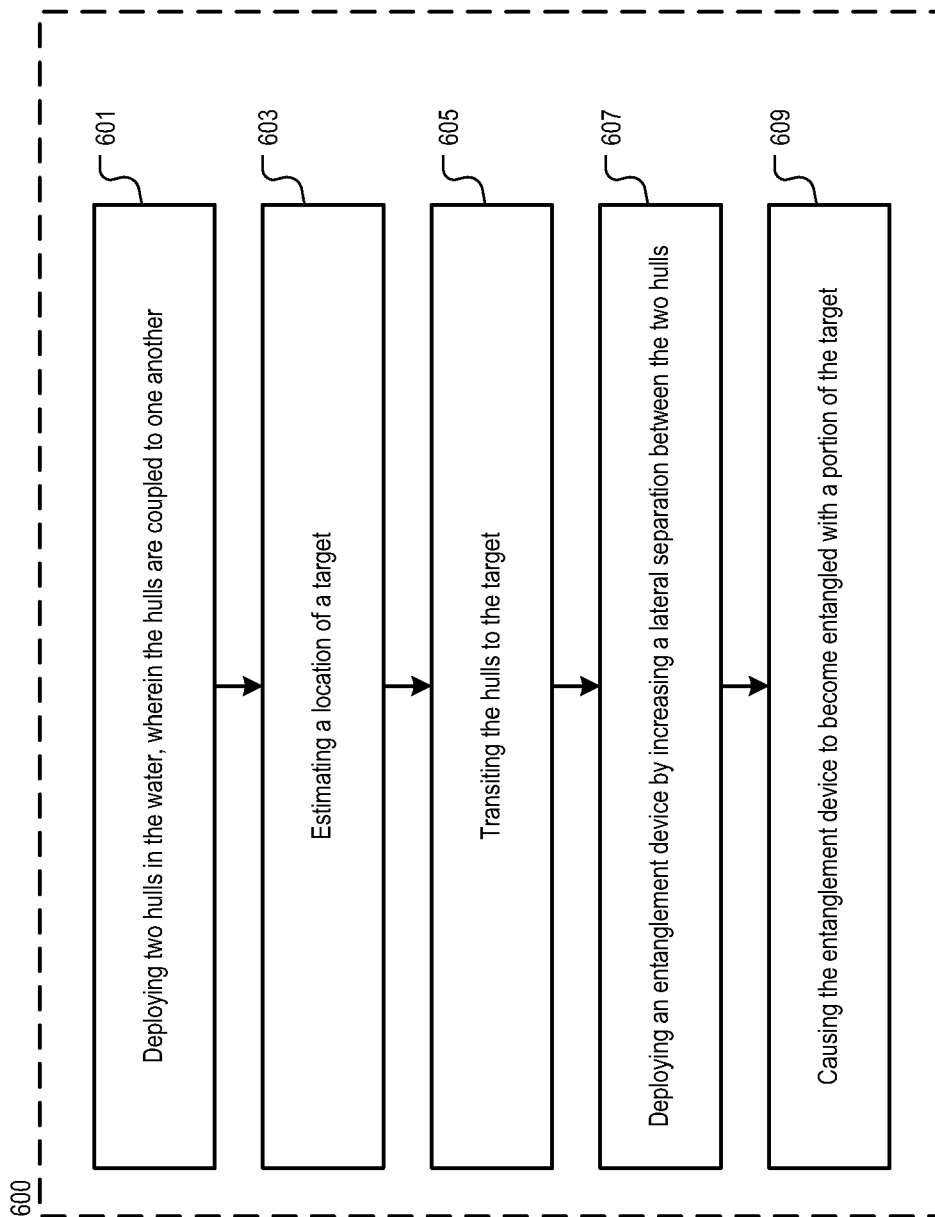 600
601
Deploying two hulls in the water, wherein the hulls are coupled to one another
603
Estimating a location of a target
605
Transiting the hulls to the target
607
Deploying an entanglement device by increasing a lateral separation between the two hulls
609
Causing the entanglement device to become entangled with a portion of the target